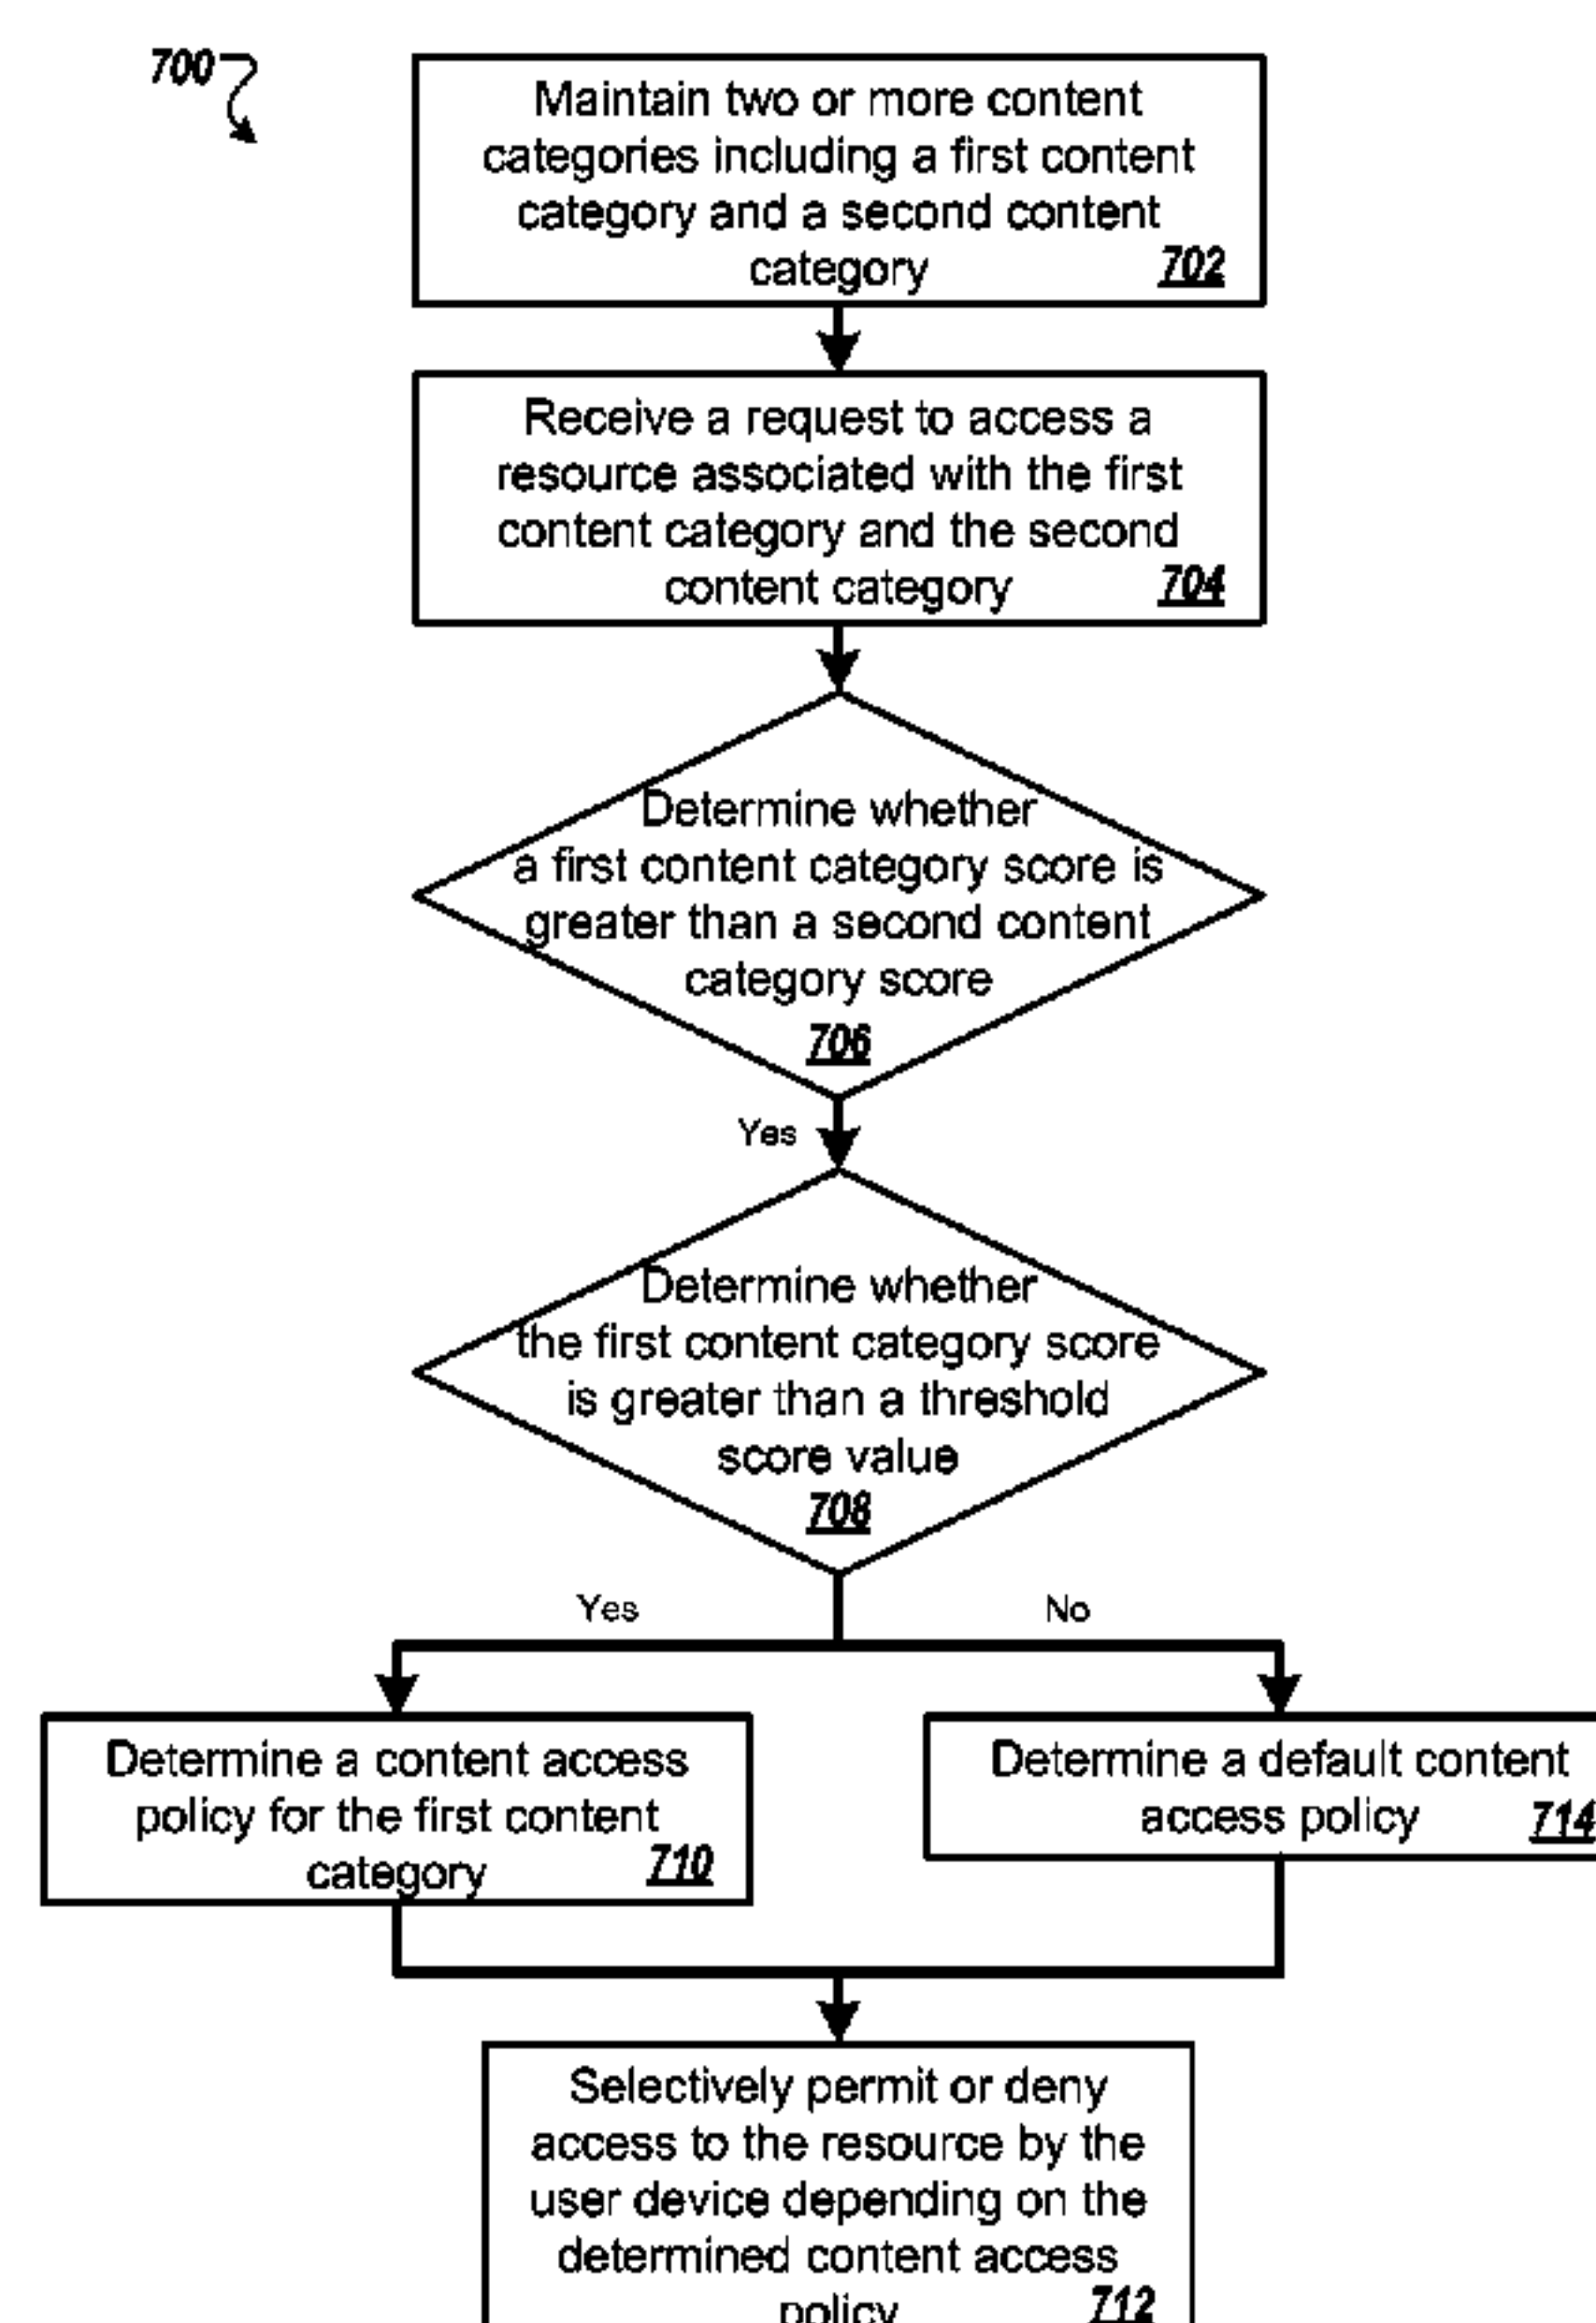 700
Maintain two or more content
categories including a first content
category and a second content
category
702
Receive a request to access a
resource associated with the first
content category and the second
content category
704
Determine whether
a first content category score is
greater than a second content
category score
706
Yes
Determine whether
the first content category score
is greater than a threshold
score value
708
Yes
No
Determine a content access
policy for the first content
category
710
Determine a default content
access policy
714
Selectively permit or deny
access to the resource by the
user device depending on the
determined content access
policy
712